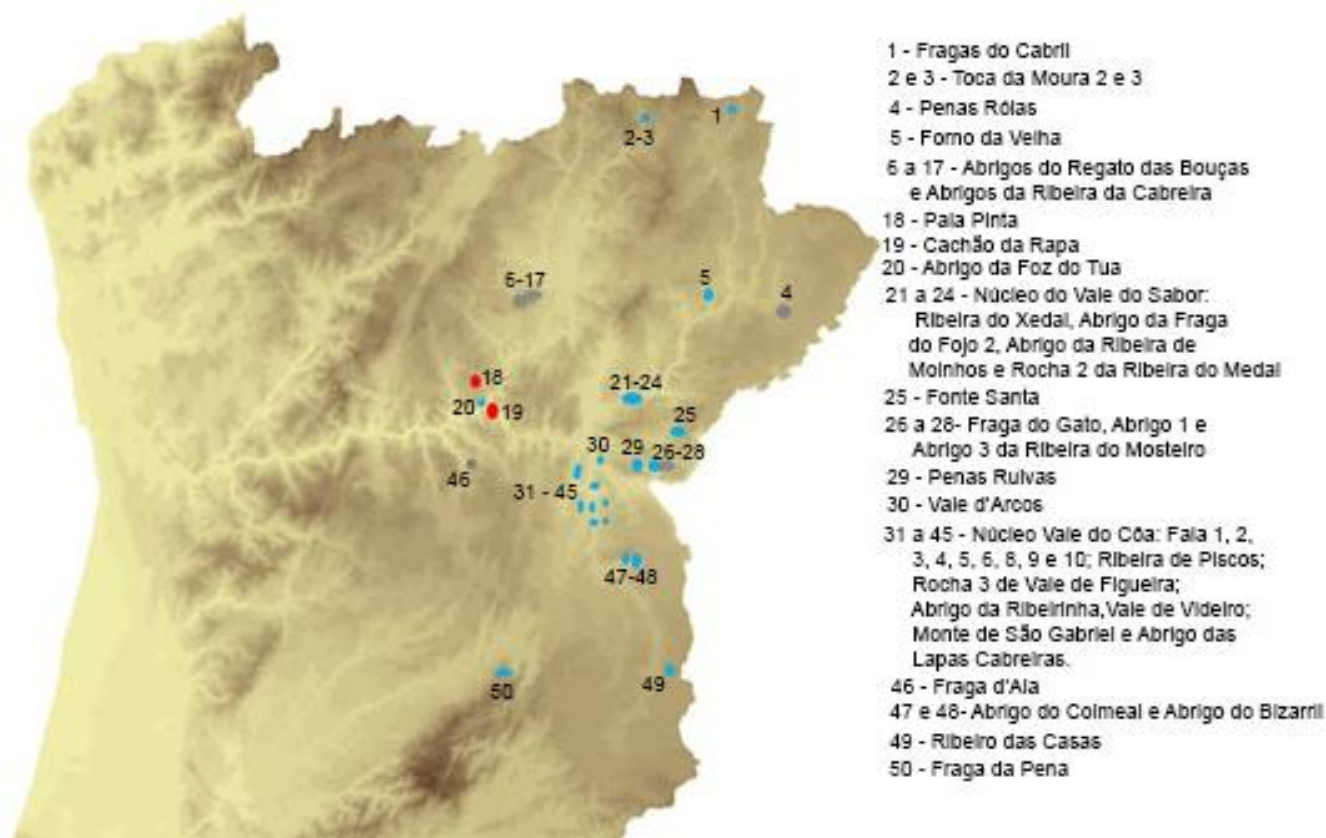 1
2-3
6-17
5
4
18
20
19
21-24
25
30
29
26-28
46
31 - 45
47-48
50
49
1 - Fragas do Cabril
2 e 3 - Toca da Moura 2 e 3
4 - Penas Róias
5 - Forno da Velha
6 a 17 - Abrigos do Regato das Bouças
e Abrigos da Ribeira da Cabreira
18 - Pala Pinta
19 - Cachão da Rapa
20 - Abrigo da Foz do Tua
21 a 24 - Núcleo do Vale do Sabor:
Ribeira do Xedal, Abrigo da Fraga
do Fojo 2, Abrigo da Ribeira de
Moinhos e Rocha 2 da Ribeira do Medal
25 - Fonte Santa
26 a 28- Fraga do Gato, Abrigo 1 e
Abrigo 3 da Ribeira do Mosteiro
29 - Penas Ruivas
30 - Vale d'Arcos
31 a 45 - Núcleo Vale do Côa: Faia 1, 2,
3, 4, 5, 6, 8, 9 e 10; Ribeira de Piscos;
Rocha 3 de Vale de Figueira;
Abrigo da Ribeirinha,Vale de Videiro;
Monte de São Gabriel e Abrigo das
Lapas Cabreiras.
46 - Fraga d'Aia
47 e 48- Abrigo do Colmeal e Abrigo do Bizarril
49 - Ribeiro das Casas
50 - Fraga da Pena